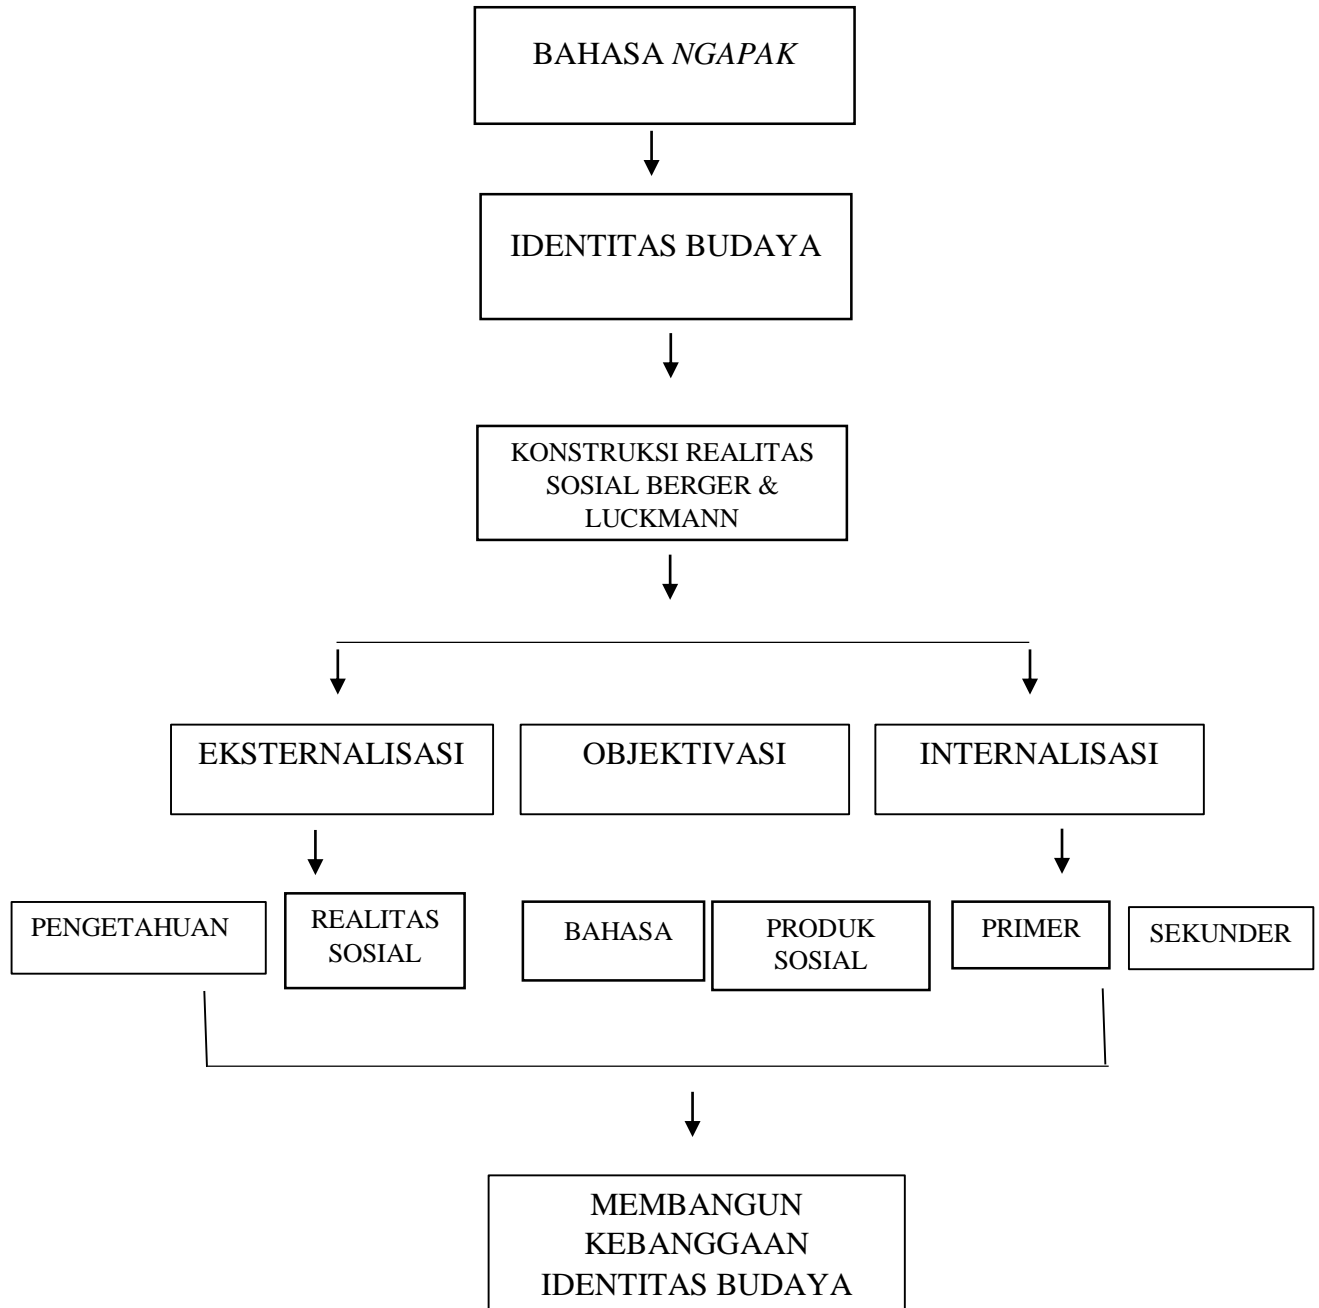 BAHASA NGAPAK
IDENTITAS BUDAYA
KONSTRUKSI REALITAS
SOSIAL BERGER &
LUCKMANN
EKSTERNALISASI
OBJEKTIVASI
INTERNALISASI
PENGETAHUAN
REALITAS
SOSIAL
BAHASA
PRODUK
SOSIAL
PRIMER
SEKUNDER
MEMBANGUN
KEBANGGAAN
IDENTITAS BUDAYA